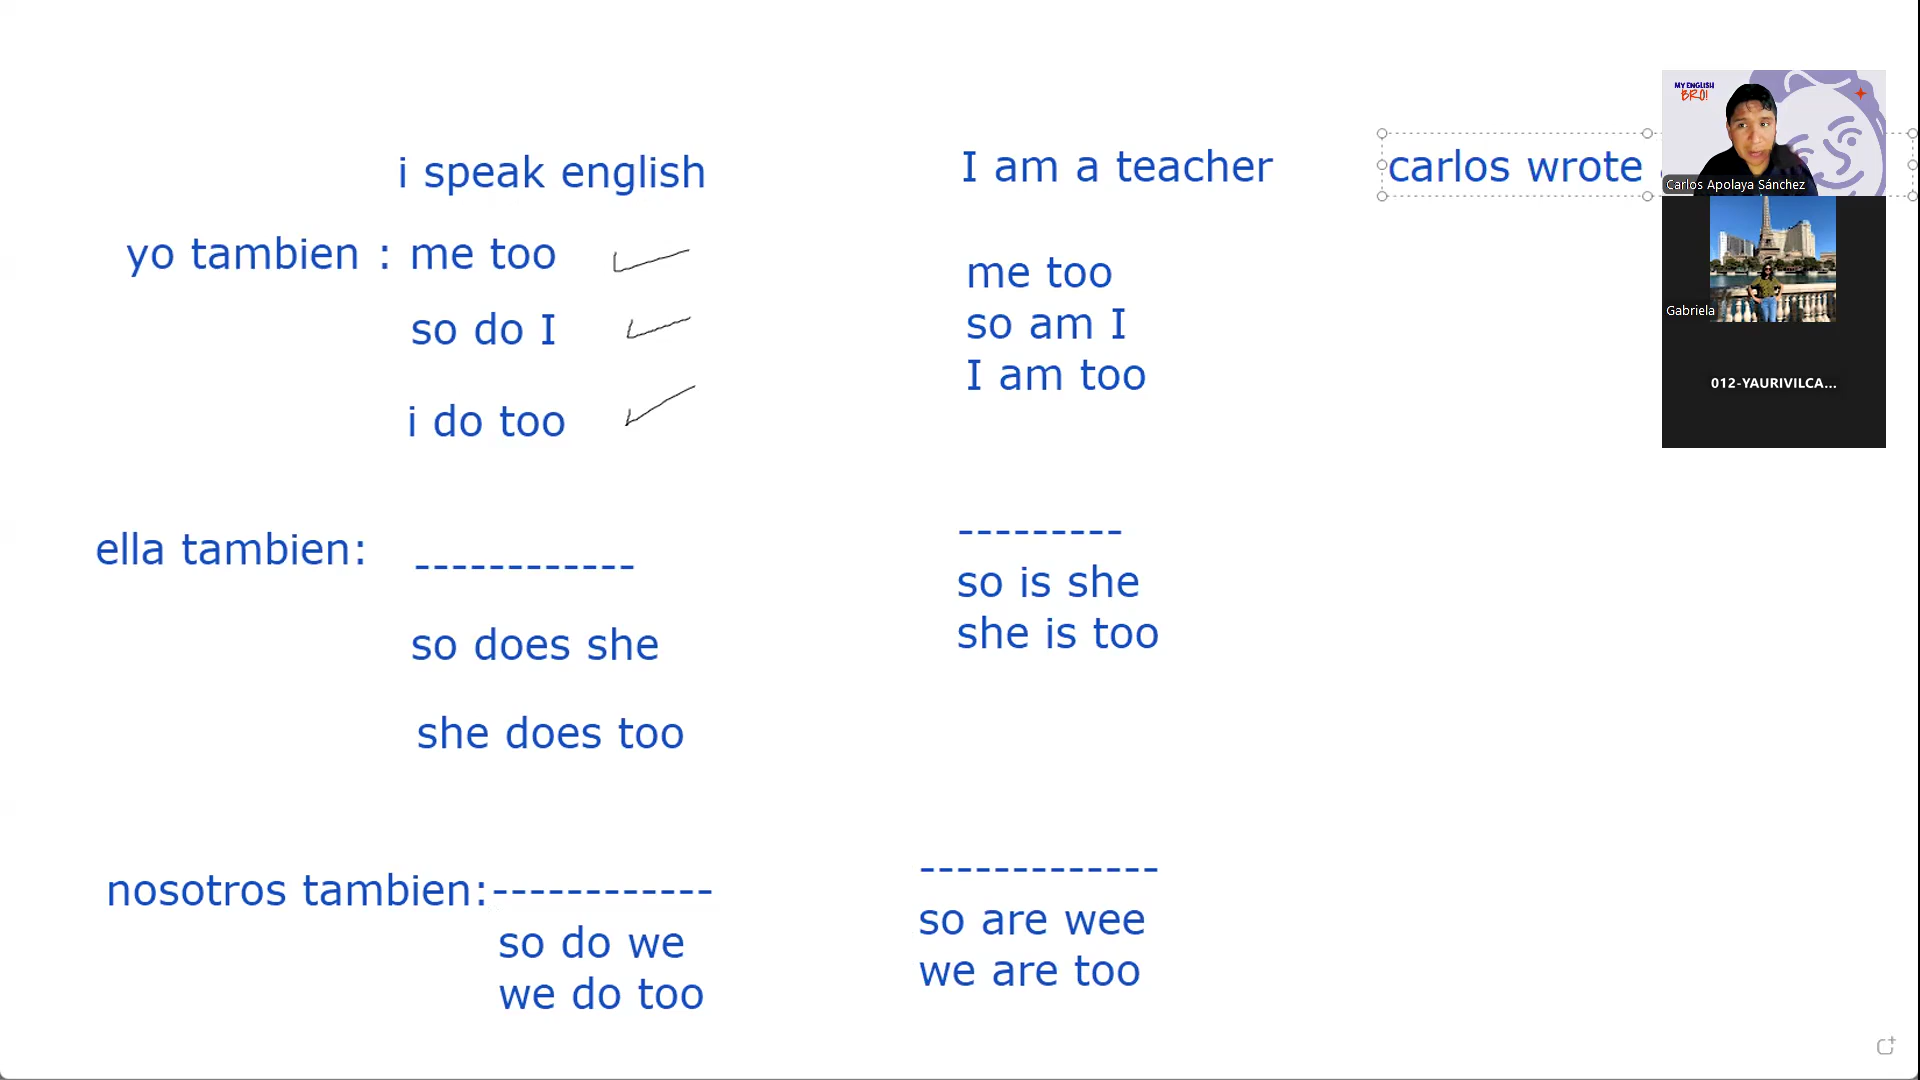 i speak english
yo tambien : me too
so do I
i do too
ella tambien: ------------
so does she
she does too
nosotros tambien:------------
so do we
we do too
I am a teacher
me too
so am I
I am too
---------
so is she
she is too
-------------
so are wee
we are too
carlos wrote
MY ENGLISH
BRO!
Carlos Apolaya Sánchez
Gabriela
012-YAURIVILCA...